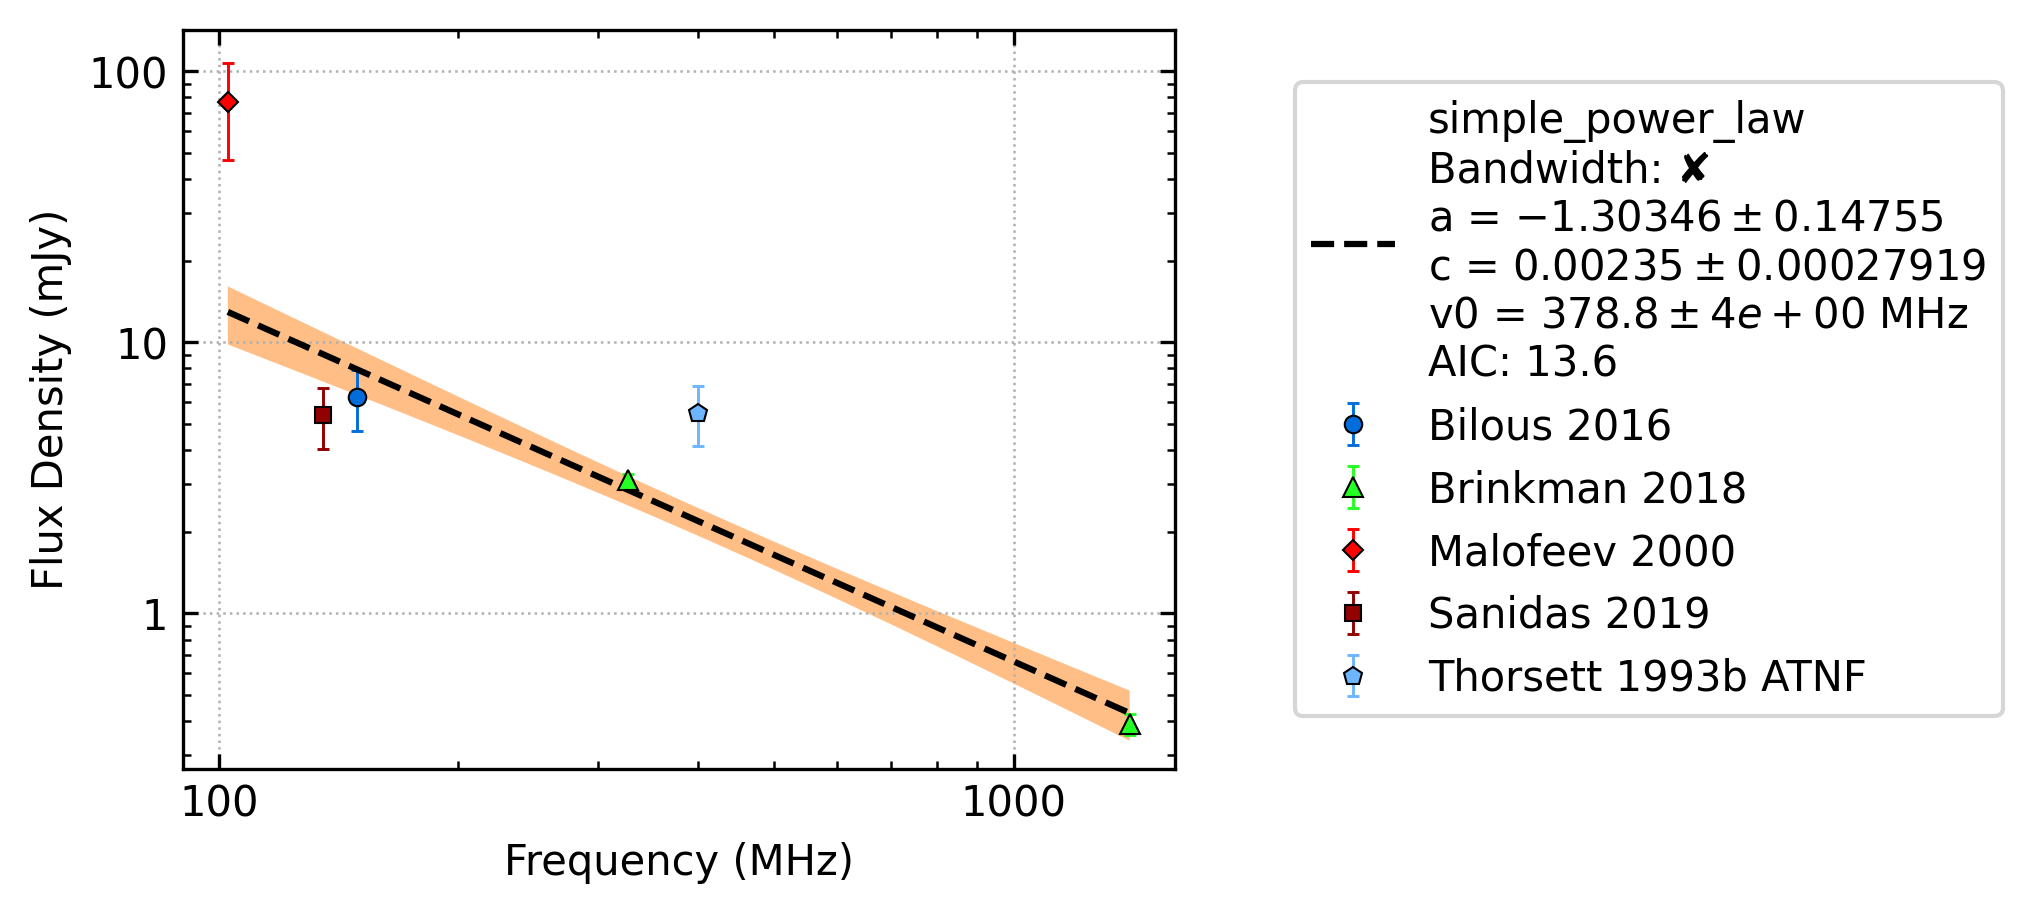 100
10
1
Flux Density (mJy)
100
1000
Frequency (MHz)
simple_power_law
Bandwidth: ✘
a = −1.30346 ± 0.14755
c = 0.00235 ± 0.00027919
v0 = 378.8 ± 4e + 00 MHz
AIC: 13.6
Bilous 2016
Brinkman 2018
Malofeev 2000
Sanidas 2019
Thorsett 1993b ATNF